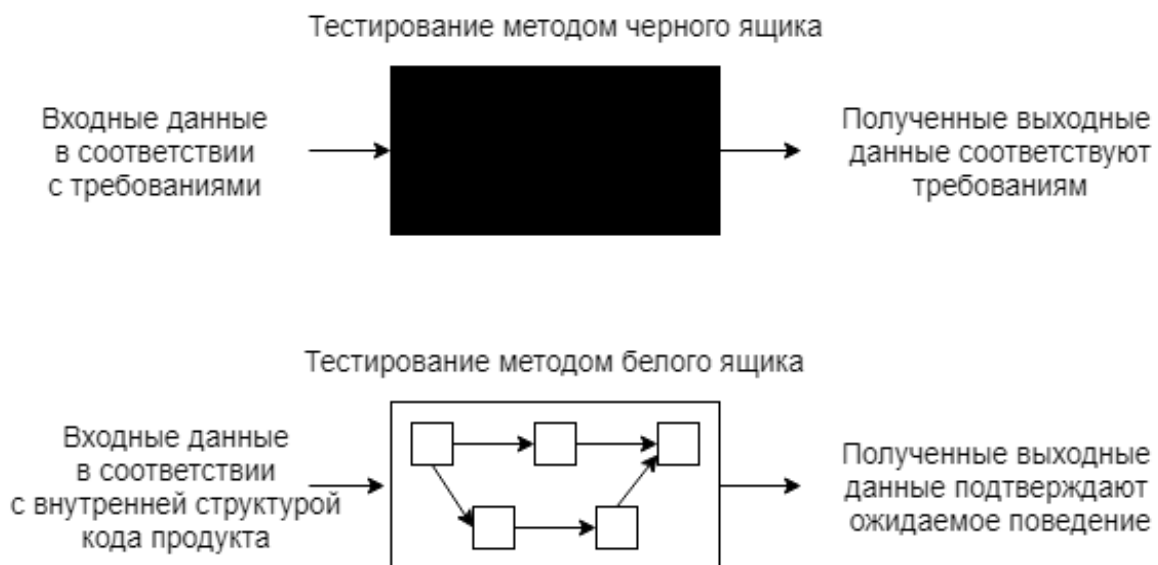 Тестирование методом черного ящика
Входные данные
в соответствии
с требованиями
Полученные выходные
данные соответствуют
требованиям
Тестирование методом белого ящика
Входные данные
в соответствии
с внутренней структурой
кода продукта
Полученные выходные
данные подтверждают
ожидаемое поведение